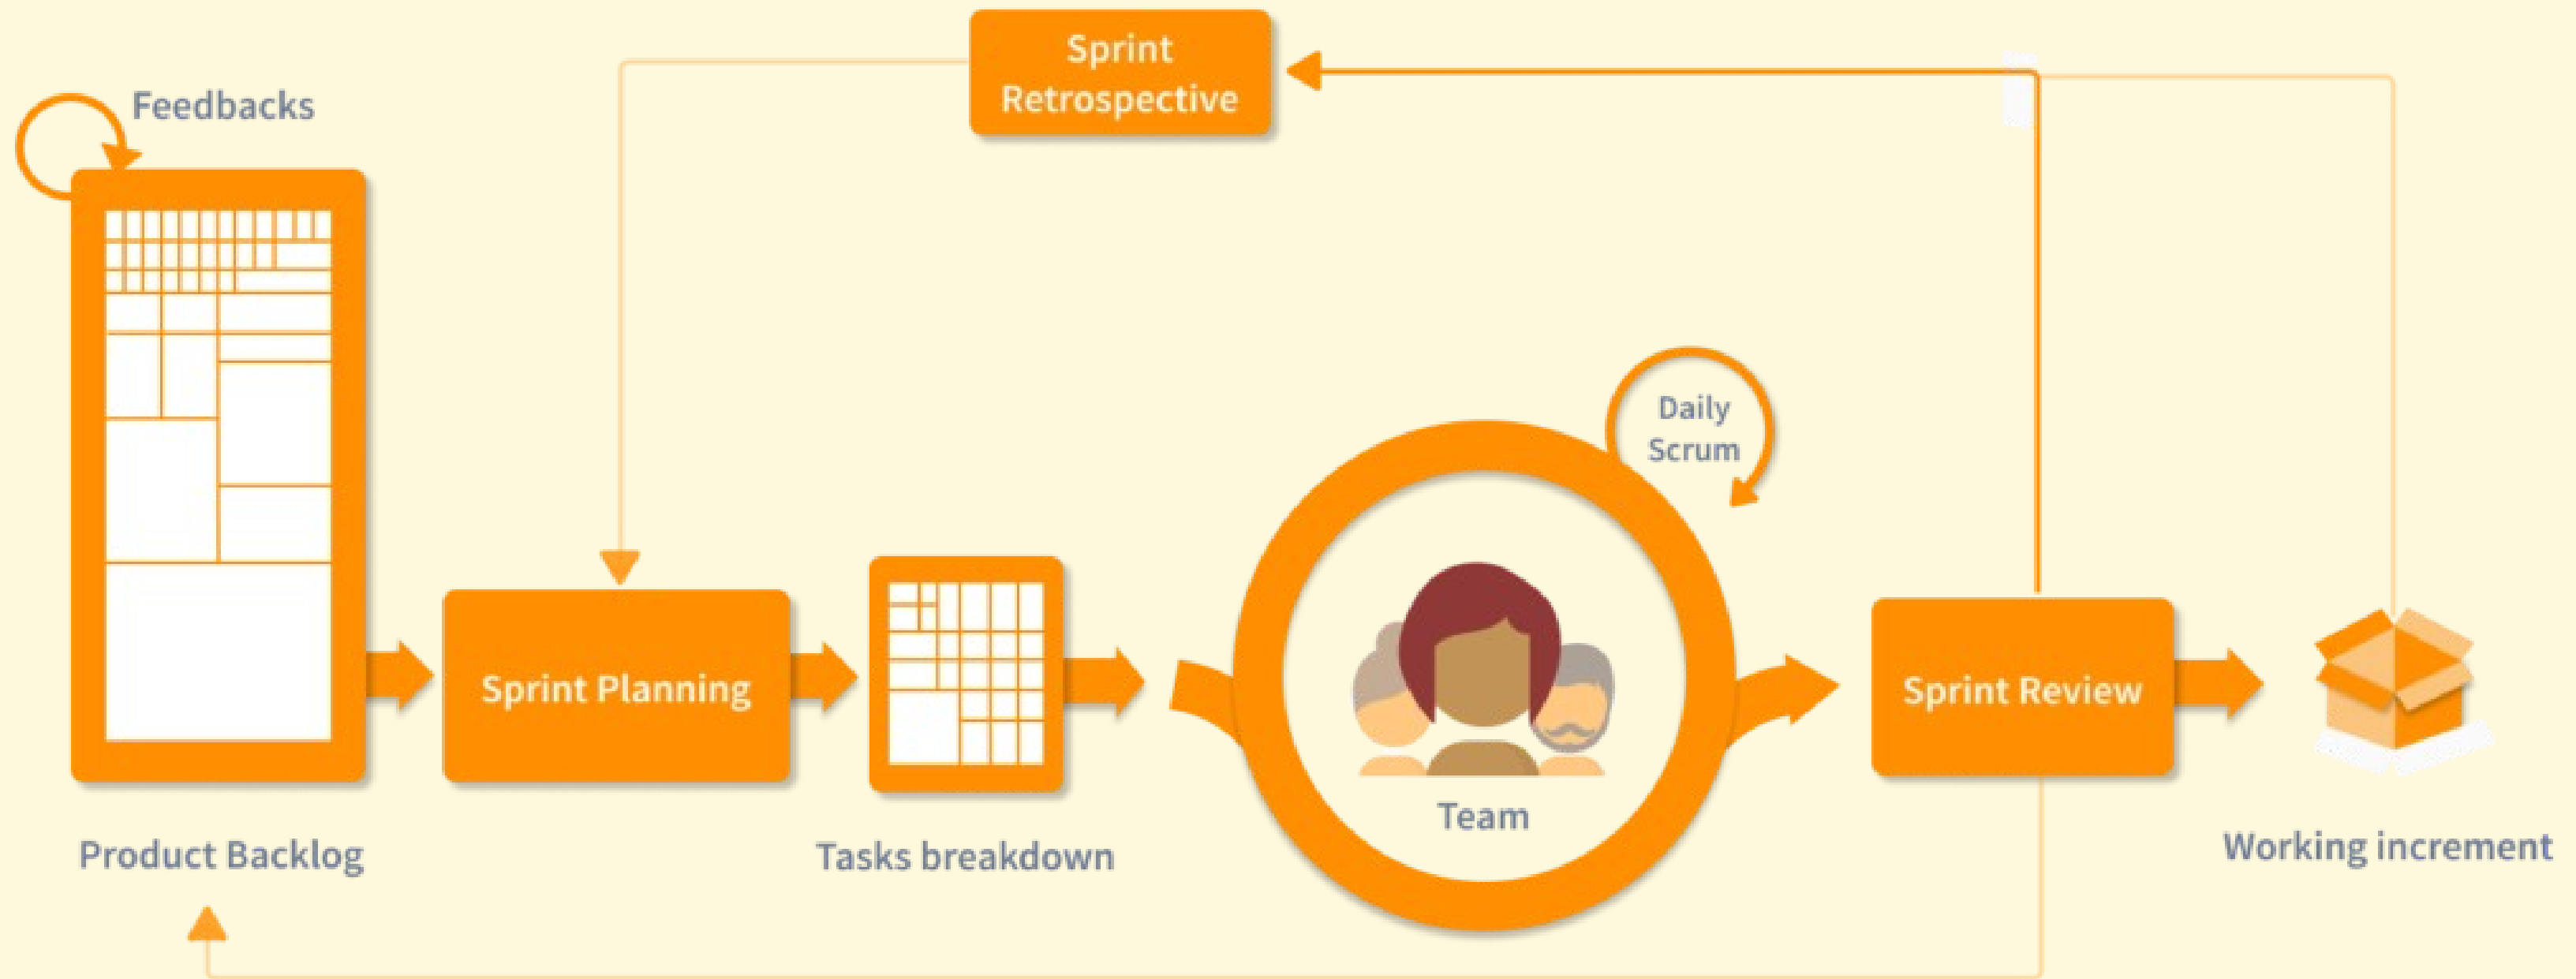 Sprint
Retrospective
Feedbacks
Daily
Scrum
Sprint Planning
Sprint Review
Team
Product Backlog
Tasks breakdown
Working increment